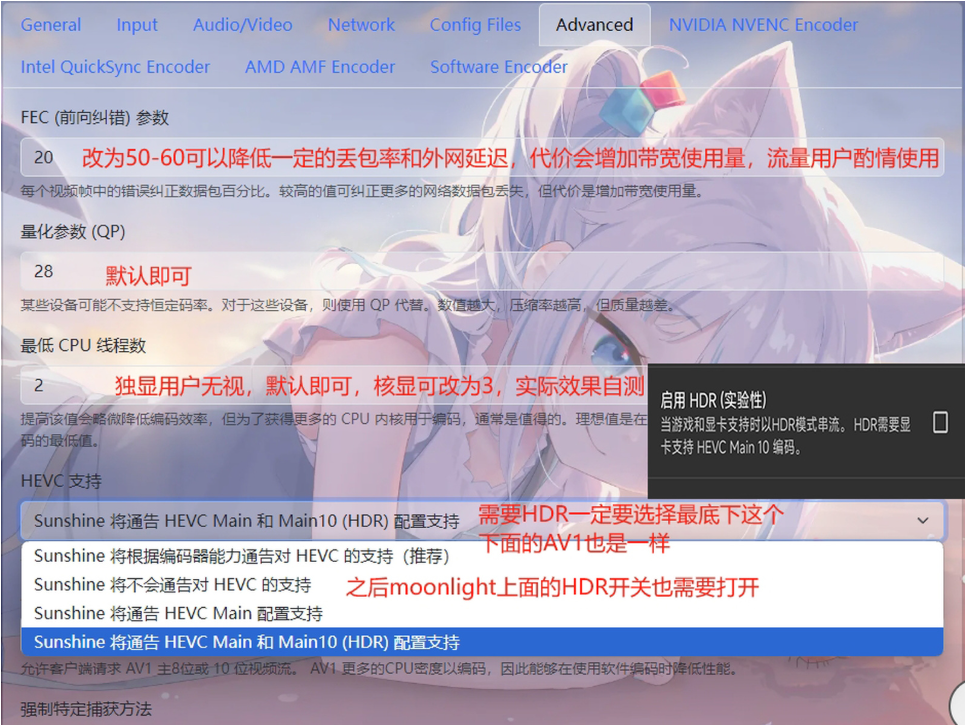 General Input Audio/Video Network Config Files Advanced NVIDIA NVENC Encoder
Intel QuickSync Encoder AMD AMF Encoder Software Encoder
FEC (前向纠错) 参数
20 改为50-60可以降低一定的丢包率和外网延迟，代价会增加带宽使用量，流量用户酌情使用
每个视频帧中的错误纠正数据包百分比。较高的值可纠正更多的网络数据包丢失，但代价是增加带宽使用量。
量化参数 (QP)
28 默认即可
某些设备可能不支持恒定码率。对于这些设备，则使用 QP 代替。数值越大，压缩率越高，但质量越差。
最低 CPU 线程数
2 独显用户无视，默认即可，核显可改为3，实际效果自测
提高该值会略微降低编码效率，但为了获得更多的 CPU 内核用于编码，通常是值得的。理想值是在
码的最低值。
启用 HDR (实验性)
当游戏和显卡支持时以HDR模式串流。HDR需要显
卡支持 HEVC Main 10 编码。
HEVC 支持
Sunshine 将通告 HEVC Main 和 Main10 (HDR) 配置支持
需要HDR一定要选择最底下这个
下面的AV1也是一样
Sunshine 将根据编码器能力通告对 HEVC 的支持（推荐）
Sunshine 将不会通告对 HEVC 的支持
之后moonlight上面的HDR开关也需要打开
Sunshine 将通告 HEVC Main 配置支持
Sunshine 将通告 HEVC Main 和 Main10 (HDR) 配置支持
允许客户端请求 AV1 主8位或 10 位视频流。 AV1 更多的CPU密度以编码，因此能够在使用软件编码时降低性能。
强制特定捕获方法